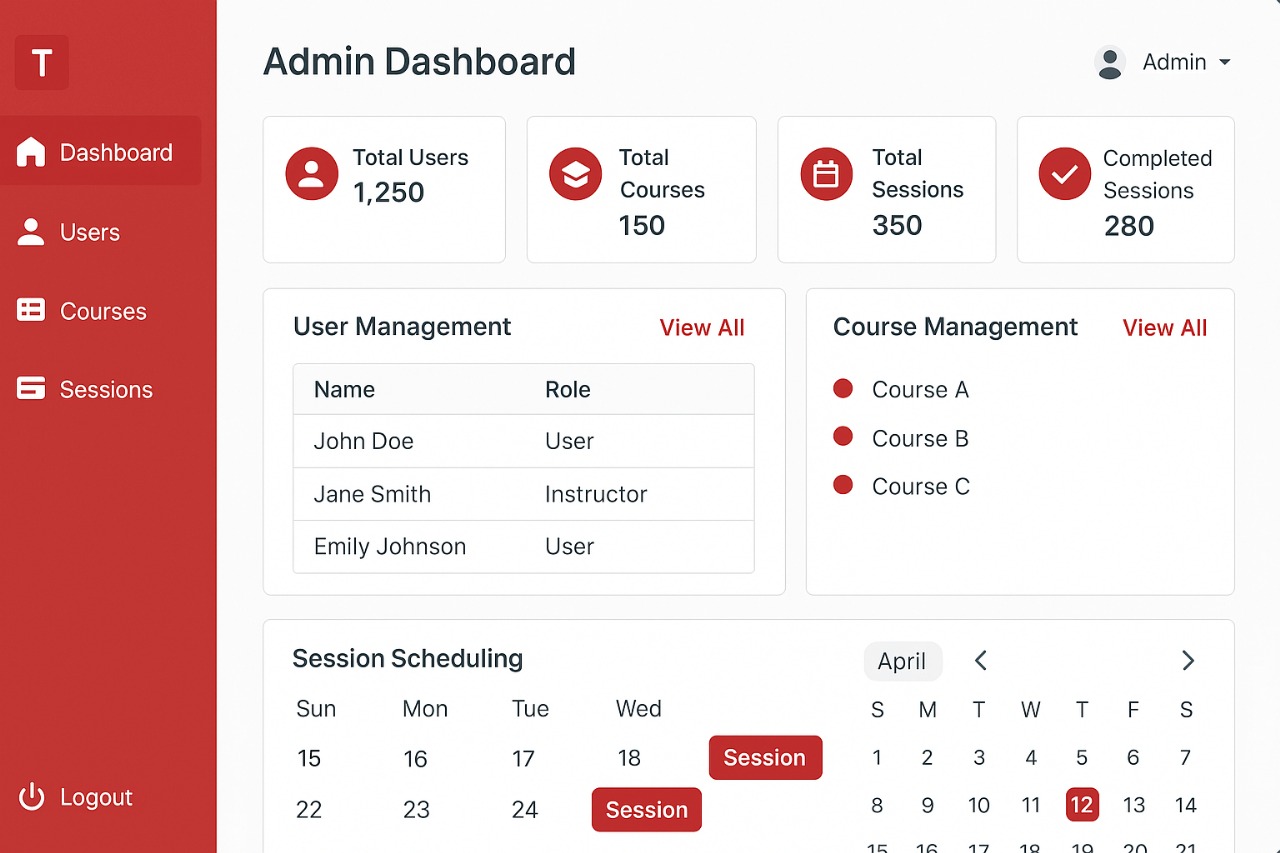 T
Dashboard
Users
Courses
Sessions
Logout
Admin Dashboard
Admin
Total Users
1,250
Total
Courses
150
Total
Sessions
350
Completed
Sessions
280
User Management
View All
Name Role
John Doe User
Jane Smith Instructor
Emily Johnson User
Course Management
View All
Course A
Course B
Course C
Session Scheduling
Sun Mon Tue Wed
15 16 17 18 Session
22 23 24 Session
April
S M T W T F S
1 2 3 4 5 6 7
8 9 10 11 12 13 14
15 16 17 18 19 20 21